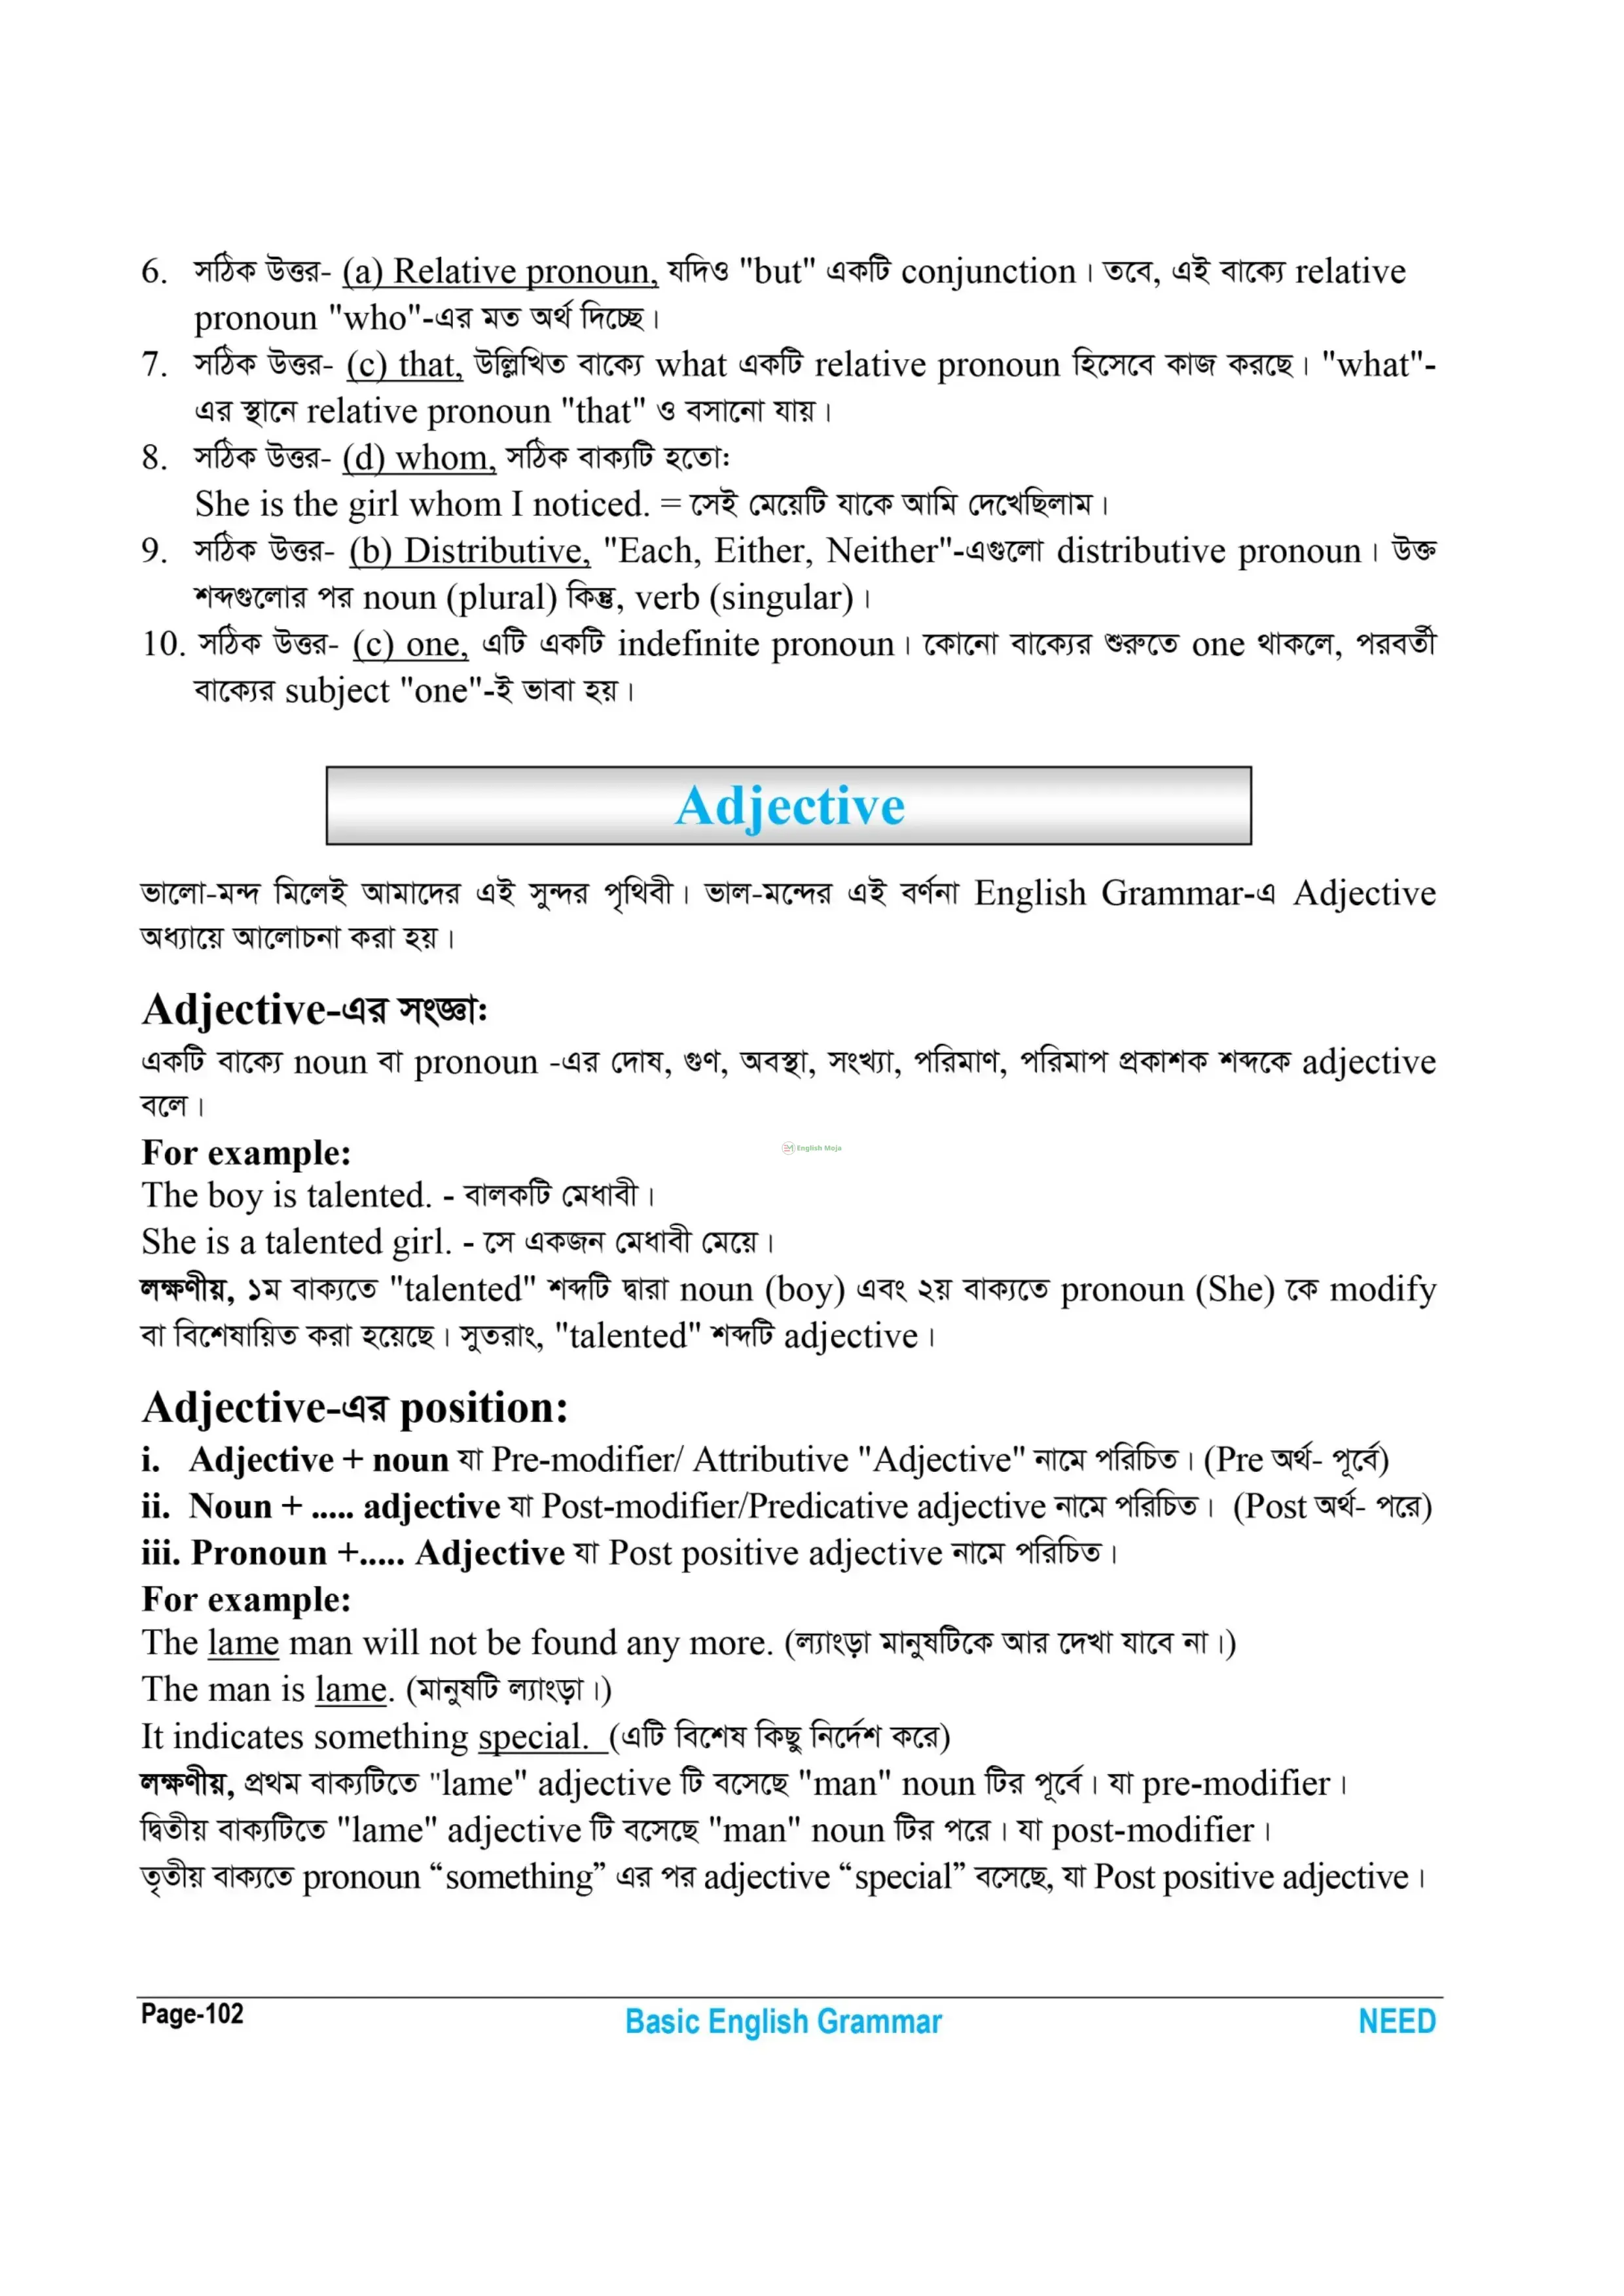 6. সঠিক উত্তর- (a) Relative pronoun, যদিও "but" একটি conjunction। তবে, এই বাক্যে relative
pronoun "who"-এর মত অর্থ দিচ্ছে।
7. সঠিক উত্তর- (c) that, উল্লিখিত বাক্যে what একটি relative pronoun হিসেবে কাজ করছে। "what"-
এর স্থানে relative pronoun "that" ও বসানো যায়।
8. সঠিক উত্তর- (d) whom, সঠিক বাক্যটি হতোঃ
She is the girl whom I noticed. = সেই মেয়েটি যাকে আমি দেখেছিলাম।
9. সঠিক উত্তর- (b) Distributive, "Each, Either, Neither"-এগুলো distributive pronoun। উক্ত
শব্দগুলোর পর noun (plural) কিন্তু, verb (singular)।
10. সঠিক উত্তর- (c) one, এটি একটি indefinite pronoun। কোনো বাক্যের শুরুতে one থাকলে, পরবর্তী
বাক্যের subject "one"-ই ভাবা হয়।
Adjective
ভালো-মন্দ মিলেই আমাদের এই সুন্দর পৃথিবী। ভাল-মন্দের এই বর্ণনা English Grammar-এ Adjective
অধ্যায়ে আলোচনা করা হয়।
Adjective-এর সংজ্ঞাঃ
একটি বাক্যে noun বা pronoun -এর দোষ, গুণ, অবস্থা, সংখ্যা, পরিমাণ, পরিমাপ প্রকাশক শব্দকে adjective
বলে।
For example:
English Moja
The boy is talented. - বালকটি মেধাবী।
She is a talented girl. - সে একজন মেধাবী মেয়ে।
লক্ষণীয়, ১ম বাক্যতে "talented" শব্দটি দ্বারা noun (boy) এবং ২য় বাক্যতে pronoun (She) কে modify
বা বিশেষায়িত করা হয়েছে। সুতরাং, "talented" শব্দটি adjective।
Adjective-এর position:
i. Adjective + noun যা Pre-modifier/ Attributive "Adjective" নামে পরিচিত। (Pre অর্থ- পূর্বে)
ii. Noun + ..... adjective যা Post-modifier/Predicative adjective নামে পরিচিত। (Post অর্থ- পরে)
iii. Pronoun +..... Adjective যা Post positive adjective নামে পরিচিত।
For example:
The lame man will not be found any more. (ল্যাংড়া মানুষটিকে আর দেখা যাবে না।)
The man is lame. (মানুষটি ল্যাংড়া।)
It indicates something special. (এটি বিশেষ কিছু নির্দেশ করে)
লক্ষণীয়, প্রথম বাক্যটিতে "lame" adjective টি বসেছে "man" noun টির পূর্বে। যা pre-modifier।
দ্বিতীয় বাক্যটিতে "lame" adjective টি বসেছে "man" noun টির পরে। যা post-modifier।
তৃতীয় বাক্যতে pronoun “something” এর পর adjective “special” বসেছে, যা Post positive adjective।
Page-102
Basic English Grammar
NEED